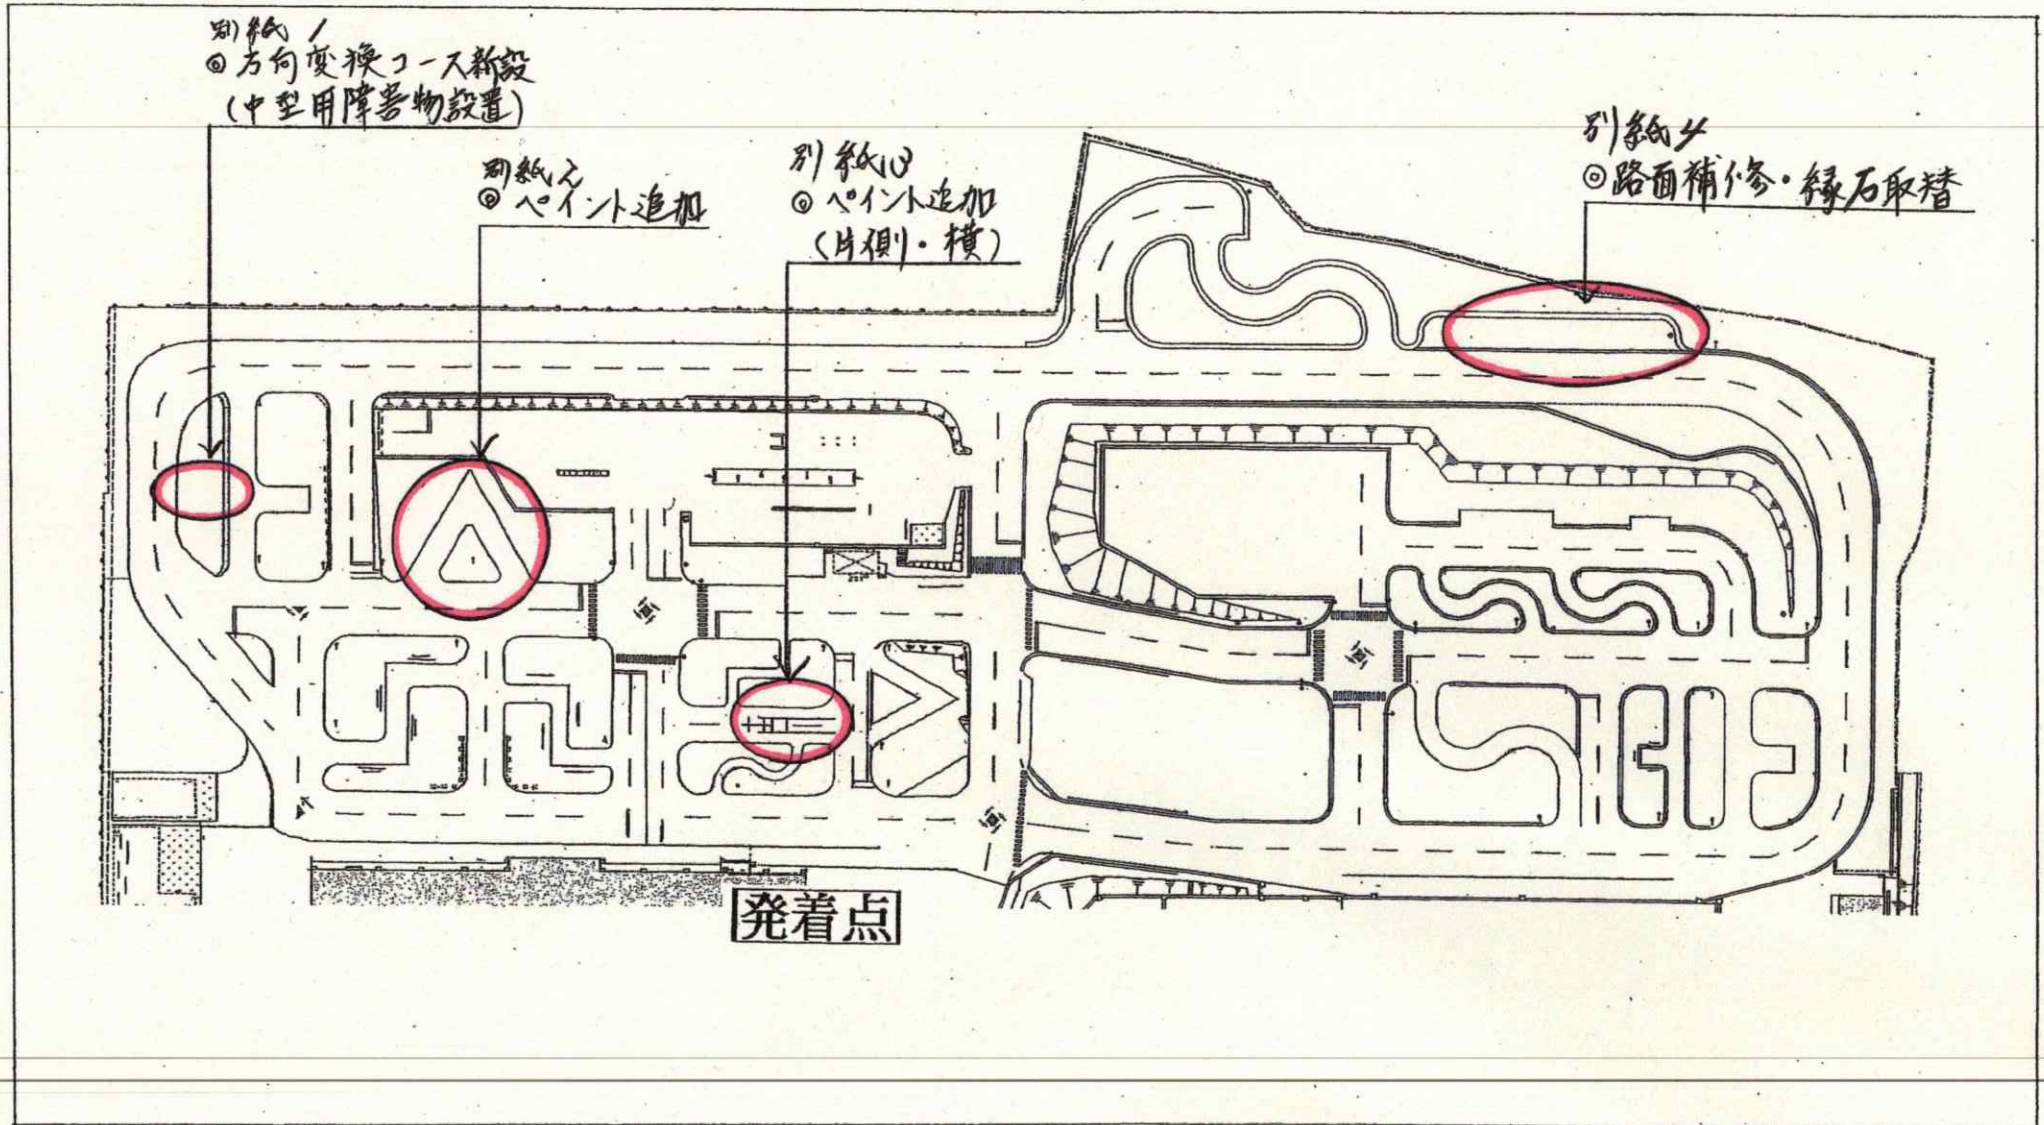 別紙1
◎方向変換コース新設
(中型用障害物設置)
別紙2
◎ペイント追加
別紙3
◎ペイント追加
(片側・横)
別紙4
◎路面補修・縁石取替
発着点